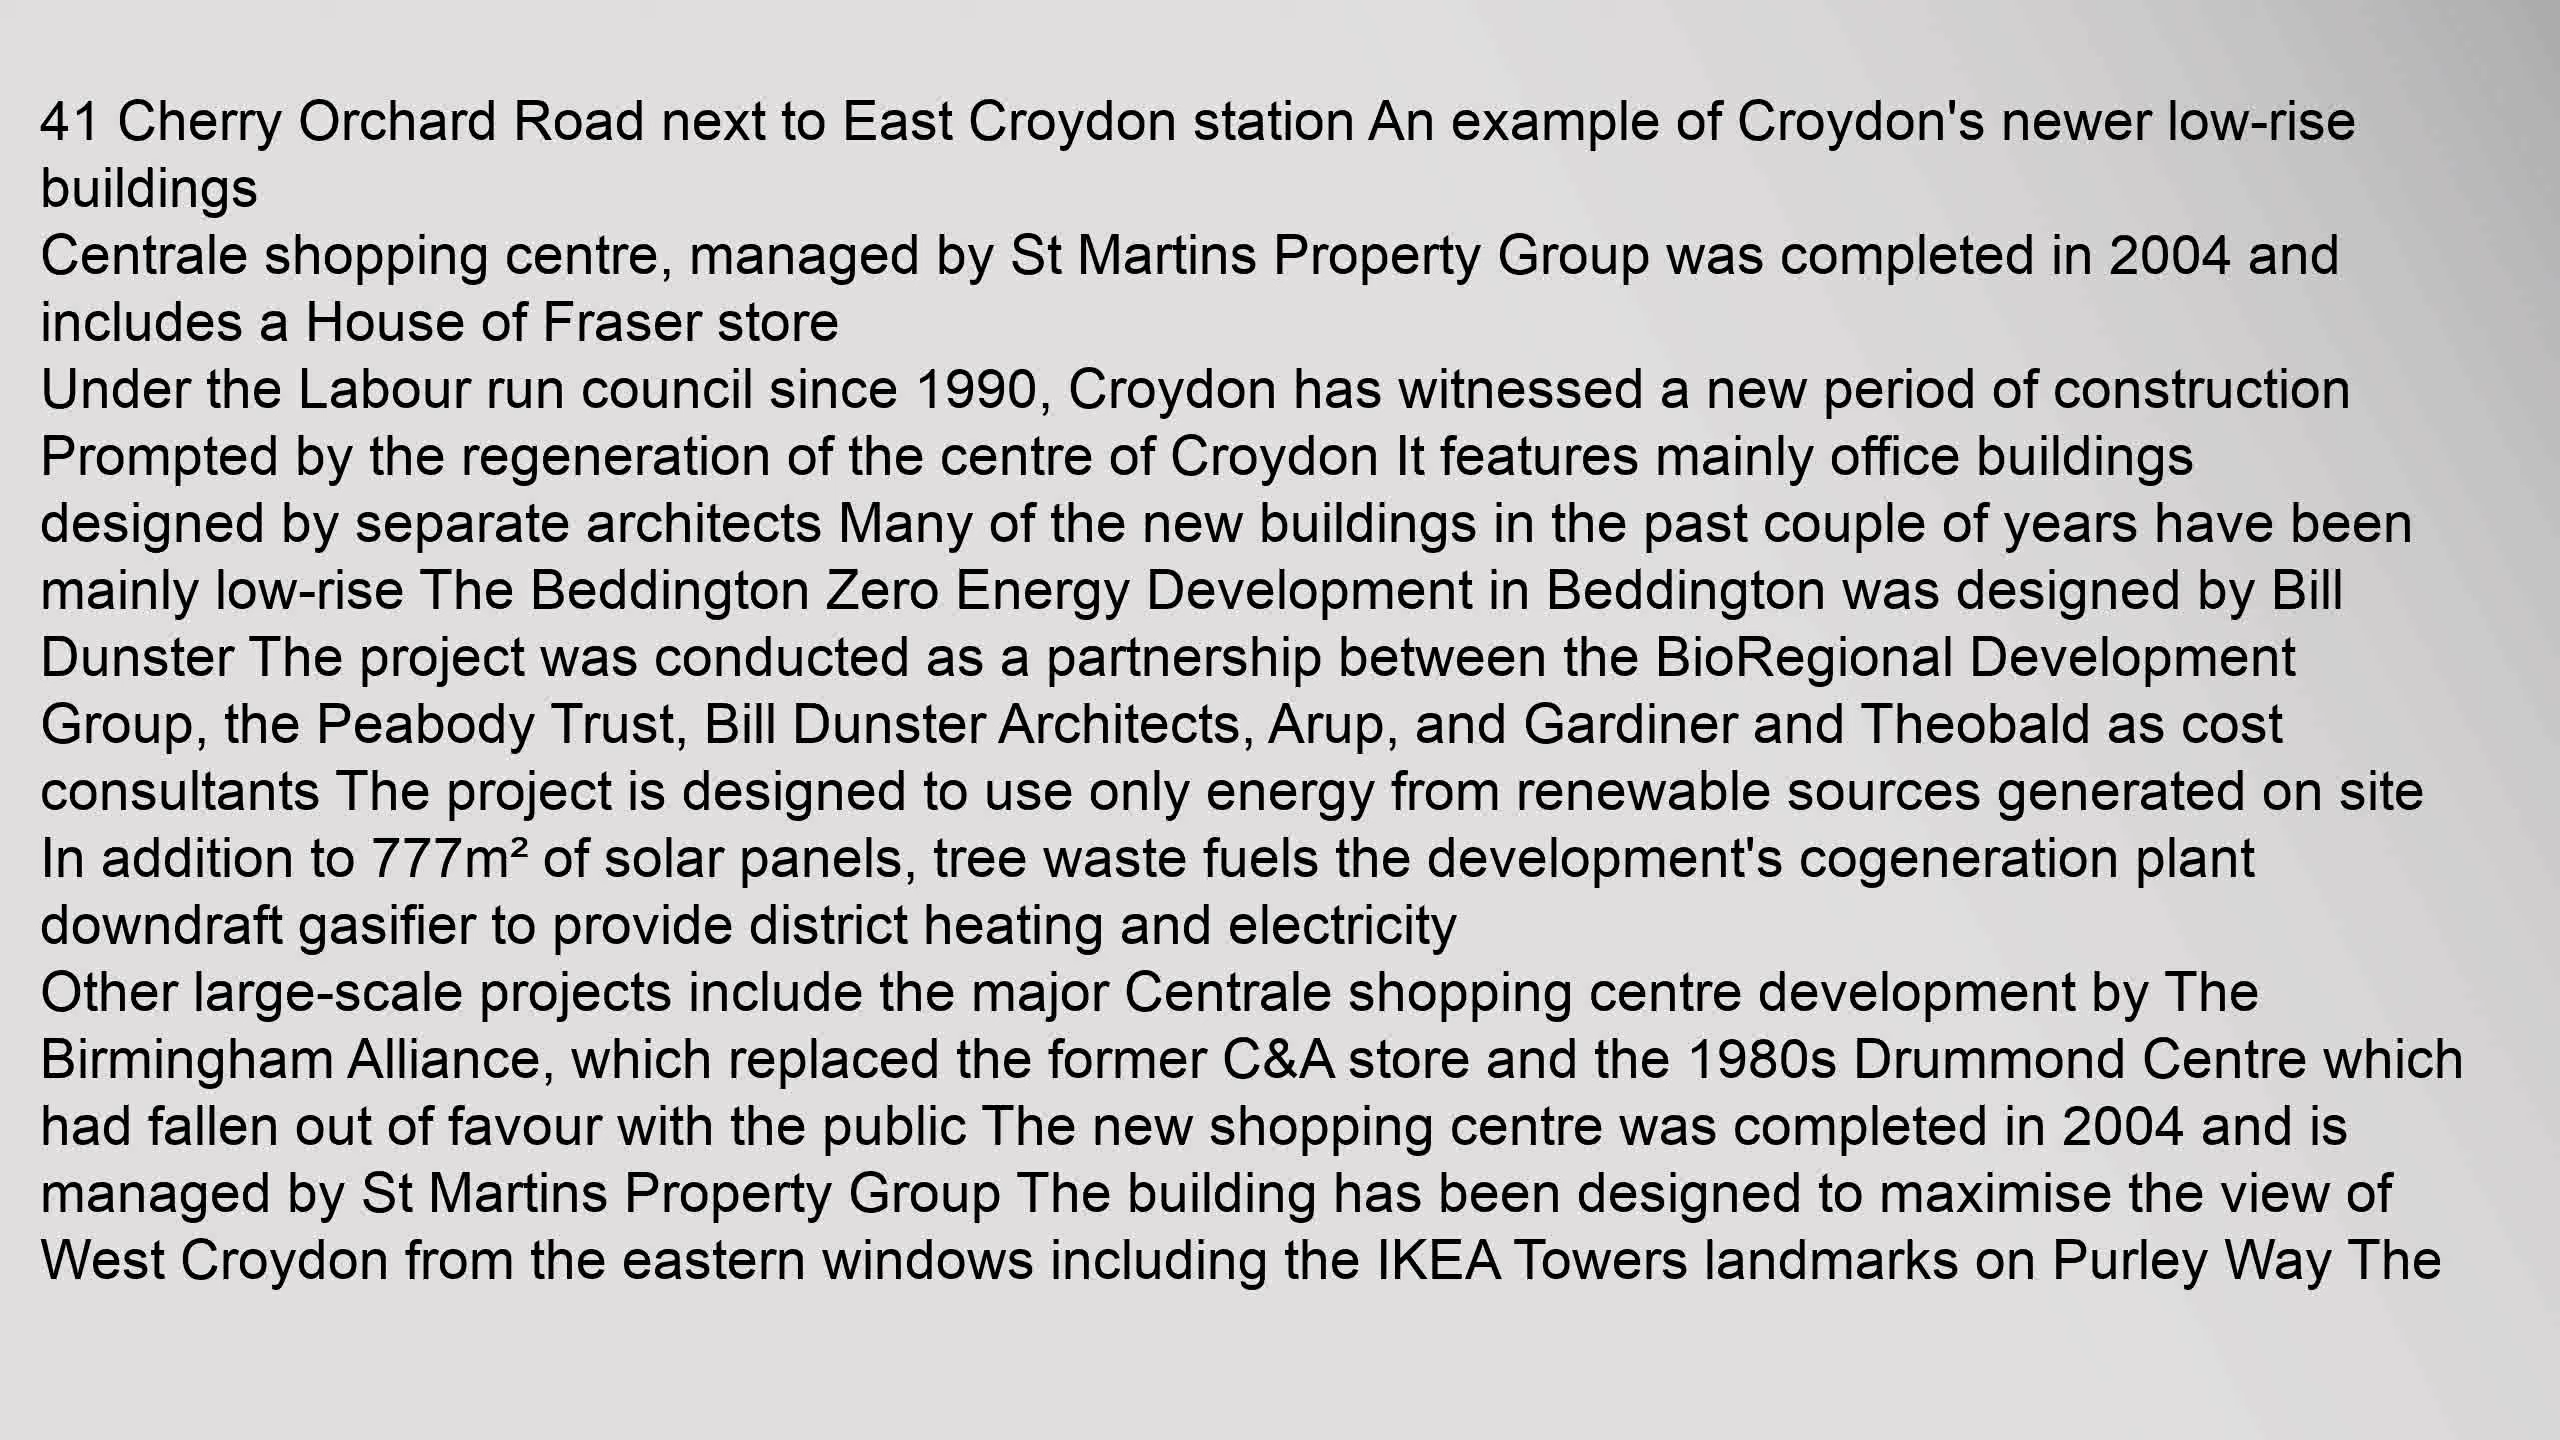 41 Cherry Orchard Road next to East Croydon station An example of Croydon's newer low-rise
buildings
Centrale shopping centre, managed by St Martins Property Group was completed in 2004 and
includes a House of Fraser store
Under the Labour run council since 1990, Croydon has witnessed a new period of construction
Prompted by the regeneration of the centre of Croydon It features mainly office buildings
designed by separate architects Many of the new buildings in the past couple of years have been
mainly low-rise The Beddington Zero Energy Development in Beddington was designed by Bill
Dunster The project was conducted as a partnership between the BioRegional Development
Group, the Peabody Trust, Bill Dunster Architects, Arup, and Gardiner and Theobald as cost
consultants The project is designed to use only energy from renewable sources generated on site
In addition to 777m² of solar panels, tree waste fuels the development's cogeneration plant
downdraft gasifier to provide district heating and electricity
Other large-scale projects include the major Centrale shopping centre development by The
Birmingham Alliance, which replaced the former C&A store and the 1980s Drummond Centre which
had fallen out of favour with the public The new shopping centre was completed in 2004 and is
managed by St Martins Property Group The building has been designed to maximise the view of
West Croydon from the eastern windows including the IKEA Towers landmarks on Purley Way The